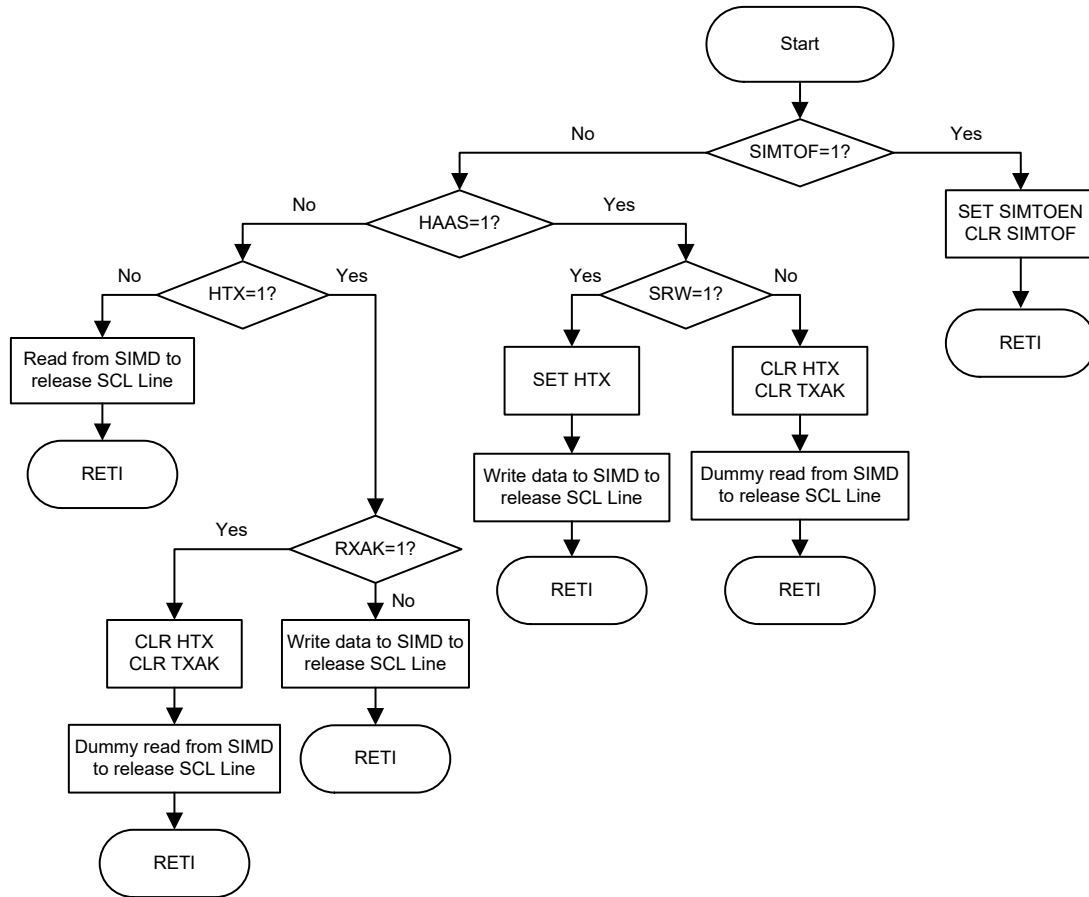 Start
No
Yes
SIMTOF=1?
No
Yes
HAAS=1?
SET SIMTOEN
CLR SIMTOF
No
Yes
HTX=1?
Yes
No
SRW=1?
RETI
Read from SIMD to
release SCL Line
SET HTX
CLR HTX
CLR TXAK
RETI
Write data to SIMD to
release SCL Line
Dummy read from SIMD
to release SCL Line
Yes
RXAK=1?
No
RETI
RETI
CLR HTX
CLR TXAK
Write data to SIMD to
release SCL Line
Dummy read from SIMD
to release SCL Line
RETI
RETI